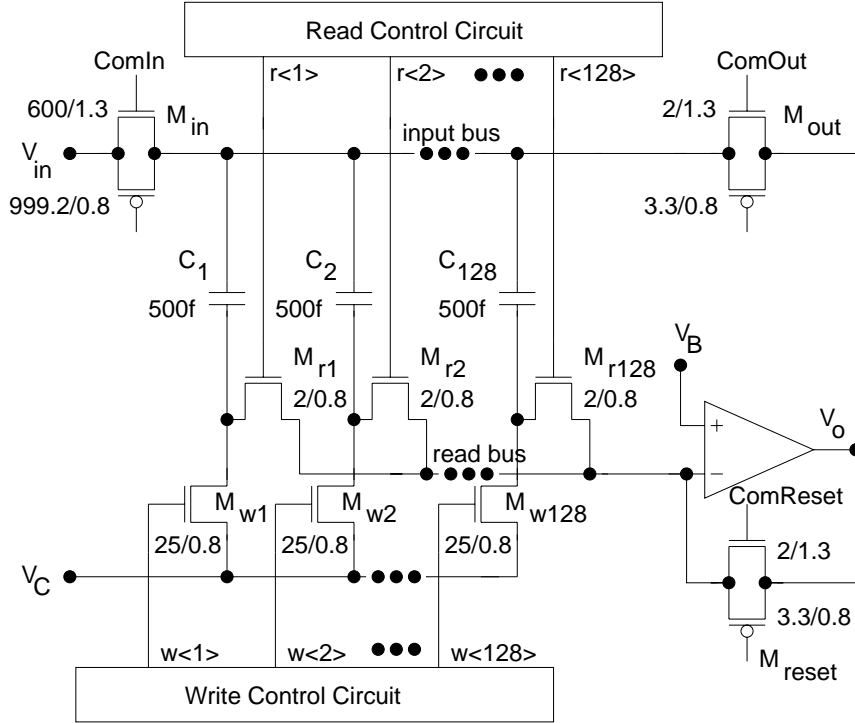 Read Control Circuit
ComIn r<1> r<2> r<128> ComOut
600/1.3 M in 2/1.3 M out
input bus
V in
999.2/0.8 3.3/0.8
C 1 C 2 C 128
500f 500f 500f
M r1 M r2 M r128 V B
2/0.8 2/0.8 2/0.8
+ V o
read bus −
M w1 M w2 M w128 ComReset
25/0.8 25/0.8 25/0.8 2/1.3
V C
3.3/0.8
w<1> w<2> w<128> M reset
Write Control Circuit